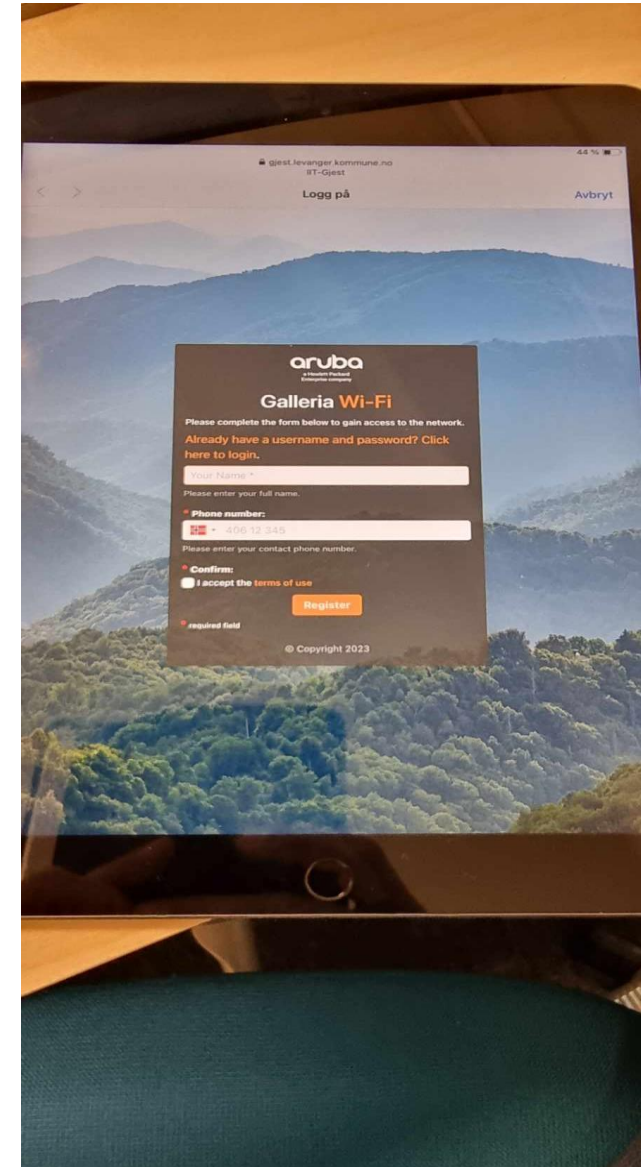 44 %
gjest.levanger.kommune.no
IIT-Gjest
Logg på
Avbryt
aruba
a Hewlett Packard
Enterprise company
Galleria Wi-Fi
Please complete the form below to gain access to the network.
Already have a username and password? Click
here to login.
Your Name *
Please enter your full name.
* Phone number:
406 12 345
Please enter your contact phone number.
* Confirm:
I accept the terms of use
Register
* required field
© Copyright 2023